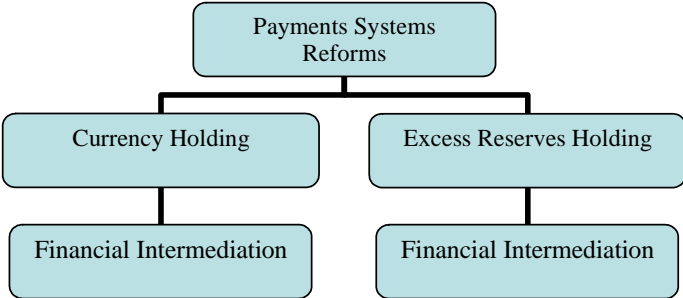 Payments Systems
Reforms
Currency Holding
Excess Reserves Holding
Financial Intermediation
Financial Intermediation